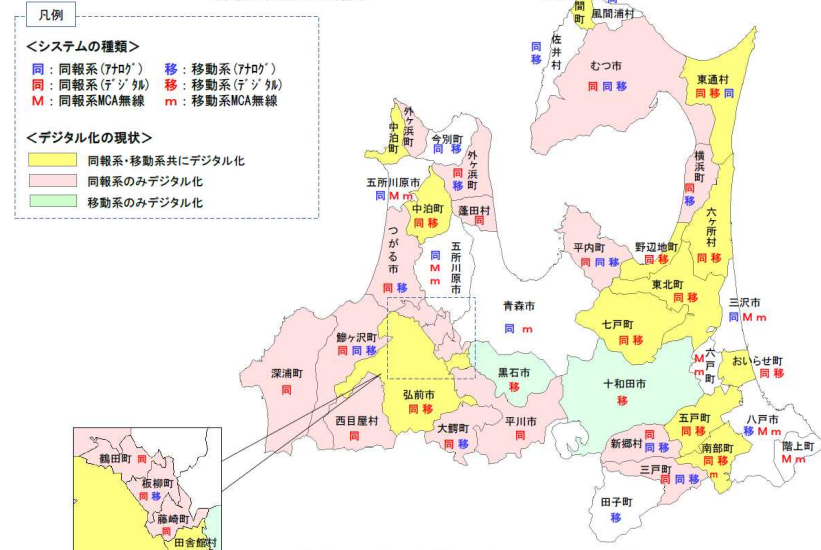 凡例
＜システムの種類＞
同：同報系(アナログ) 移：移動系(アナログ)
同：同報系(デジタル) 移：移動系(デジタル)
M：同報系MCA無線 m：移動系MCA無線
＜デジタル化の現状＞
同報系・移動系共にデジタル化
同報系のみデジタル化
移動系のみデジタル化
間町
風間浦村
同
佐井村
同
移
むつ市
同 同 移
東通村
同 移 同
中泊町
外ヶ浜町
今別町
同 移
外ヶ浜町
同
移
横浜町
同
移
五所川原市
同 M m
中泊町
同 移
蓬田村
同
六ヶ所村
同 移
つがる市
同 移
五所川原市
同
M
m
平内町
同 同 移
野辺地町
同 移
東北町
同 移
青森市
同 m
三沢市
同 M m
七戸町
同 移
鰺ヶ沢町
同 同 移
深浦町
同
黒石市
移
十和田市
移
六戸町
M
m
おいらせ町
同 移
弘前市
同 移
西目屋村
同
大鰐町
同 移
平川市
同
五戸町
同 移
八戸市
移 M m
新郷村
同
同 移
南部町
同 移
m
階上町
M m
三戸町
同 同 移
田子町
移
鶴田町 同
板柳町
同 移
藤崎町
同
田舎館村